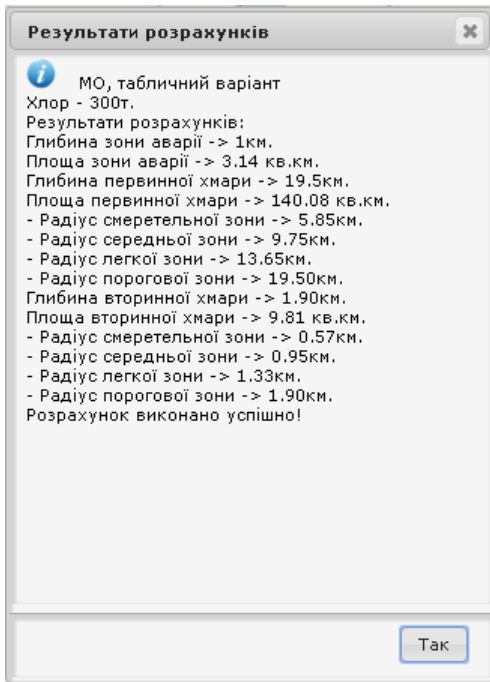 Результати розрахунків
МО, табличний варіант
Хлор - 300т.
Результати розрахунків:
Глибина зони аварії -> 1км.
Площа зони аварії -> 3.14 кв.км.
Глибина первинної хмари -> 19.5км.
Площа первинної хмари -> 140.08 кв.км.
- Радіус смеретельної зони -> 5.85км.
- Радіус середньої зони -> 9.75км.
- Радіус легкої зони -> 13.65км.
- Радіус порогової зони -> 19.50км.
Глибина вторинної хмари -> 1.90км.
Площа вторинної хмари -> 9.81 кв.км.
- Радіус смеретельної зони -> 0.57км.
- Радіус середньої зони -> 0.95км.
- Радіус легкої зони -> 1.33км.
- Радіус порогової зони -> 1.90км.
Розрахунок виконано успішно!
Так